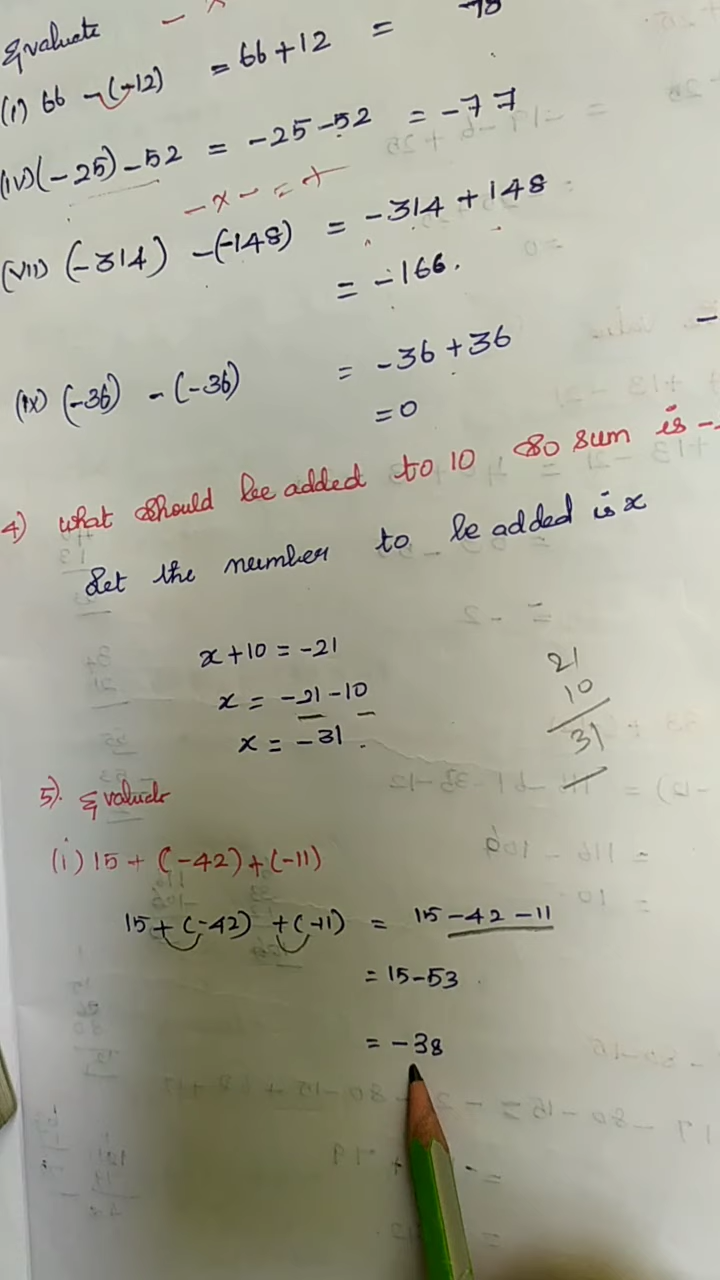 Evaluate
(i) 66 - (-12) = 66 + 12 = 78
(iv) (-25) - 52 = -25 - 52 = -77
- x - = +
(vii) (-314) - (-148) = -314 + 148
= -166.
(ix) (-36) - (-36) = -36 + 36
= 0
4) What should be added to 10 so sum is -
Let the number to be added is x
x + 10 = -21
x = -21 - 10
x = -31.
21
10
31
5). Evaluate
(i) 15 + (-42) + (-11)
15 + (-42) + (-11) = 15 - 42 - 11
= 15 - 53
= -38